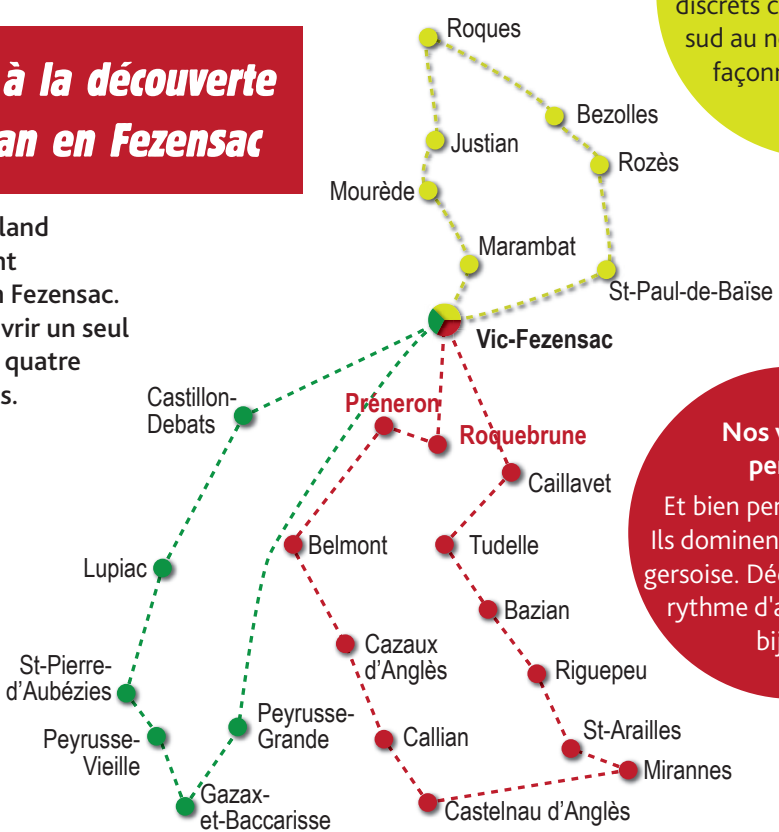 à la découverte
an en Fezensac
land
nt
n Fezensac.
vrir un seul
quatre
s.
discrets c
sud au n
façonn
Roques
Bezolles
Justian
Rozès
Mourède
Marambat
St-Paul-de-Baïse
Vic-Fezensac
Castillon-
Debats
Préneron
Roquebrune
Caillavet
Belmont
Tudelle
Lupiac
Bazian
Cazaux
d'Anglès
Riguepeu
St-Pierre-
d'Aubézies
Peyrusse-
Grande
Peyrusse-
Vieille
Callian
St-Arailles
Mirannes
Gazax-
et-Baccarisse
Castelnau d'Anglès
Nos v
per
Et bien per
Ils dominen
gersoise. Déc
rythme d'a
bij